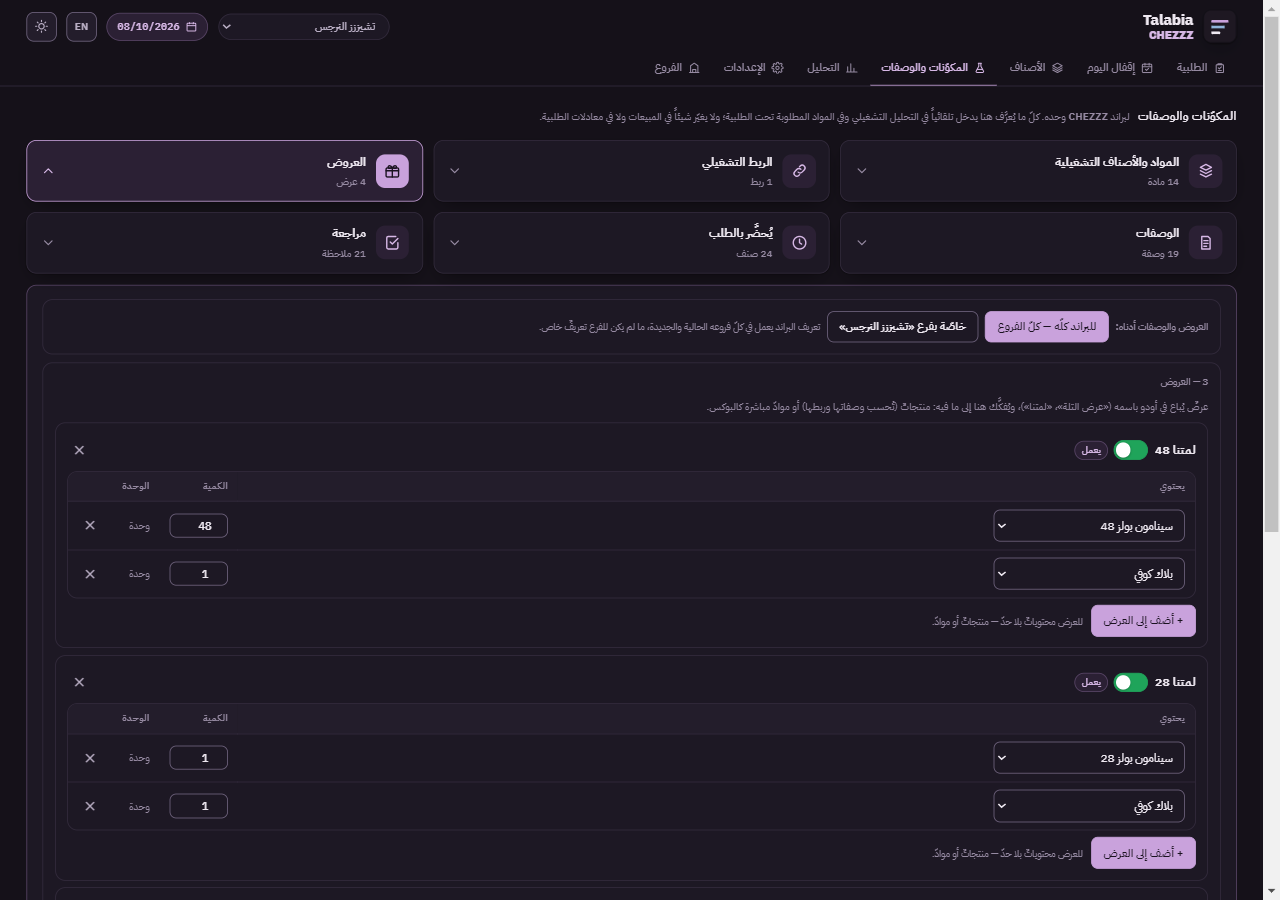 Talabia
CHEZZZ
تشيززز النرجس
08/10/2026
EN
الطلبية
إقفال اليوم
الأصناف
المكوّنات والوصفات
التحليل
الإعدادات
الفروع
المكوّنات والوصفات
لبراند CHEZZZ وحده. كلّ ما يُعرَّف هنا يدخل تلقائياً في التحليل التشغيلي وفي المواد المطلوبة تحت الطلبية؛ ولا يغيّر شيئاً في المبيعات ولا في معادلات الطلبية.
المواد والأصناف التشغيلية
14 مادة
الربط التشغيلي
1 ربط
العروض
4 عرض
الوصفات
19 وصفة
يُحضَّر بالطلب
24 صنف
مراجعة
21 ملاحظة
العروض والوصفات أدناه:
للبراند كلّه — كلّ الفروع
خاصّة بفرع «تشيززز النرجس»
تعريف البراند يعمل في كلّ فروعه الحالية والجديدة، ما لم يكن للفرع تعريفٌ خاص.
3 — العروض
عرضٌ يُباع في أودو باسمه («عرض التلة»، «لمتنا»)، ويُفكَّك هنا إلى ما فيه: منتجاتٌ (تُحسب وصفاتها وربطها) أو موادّ مباشرة كالبوكس.
لمتنا 48
يعمل
يحتوي
الكمية
الوحدة
سينامون بولز 48
48
وحدة
بلاك كوفي
1
وحدة
+ أضف إلى العرض
للعرض محتوياتٌ بلا حدّ — منتجاتٌ أو موادّ.
لمتنا 28
يعمل
يحتوي
الكمية
الوحدة
سينامون بولز 28
1
وحدة
بلاك كوفي
1
وحدة
+ أضف إلى العرض
للعرض محتوياتٌ بلا حدّ — منتجاتٌ أو موادّ.